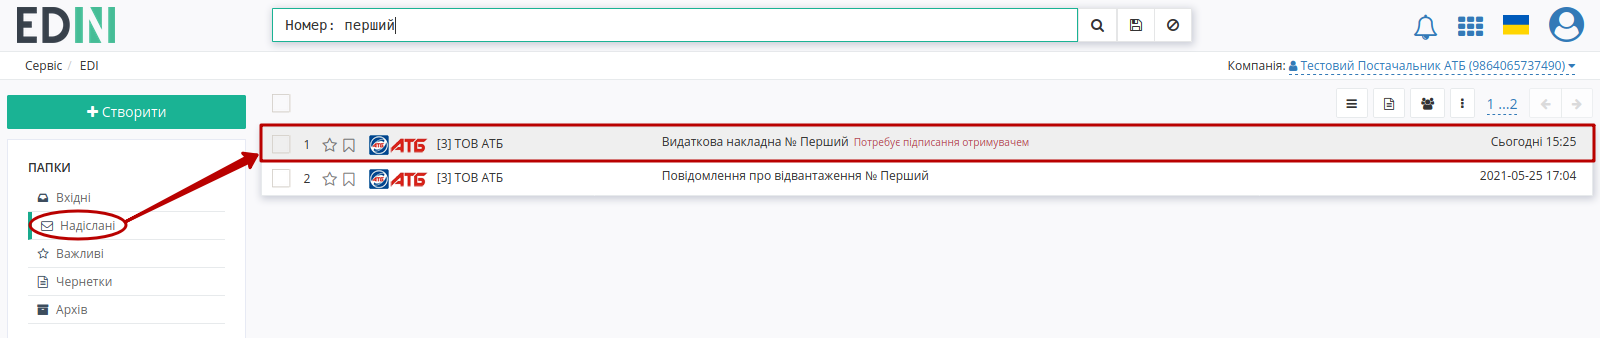 EDIN
Номер: перший
Сервіс / EDI
Компанія: Тестовий Постачальник АТБ (9864065737490)
Створити
1 ...2
ПАПКИ
Вхідні
Надіслані
Важливі
Чернетки
Архів
1 АТБ АТБ [3] ТОВ АТБ Видаткова накладна № Перший Потребує підписання отримувачем Сьогодні 15:25
2 АТБ АТБ [3] ТОВ АТБ Повідомлення про відвантаження № Перший 2021-05-25 17:04